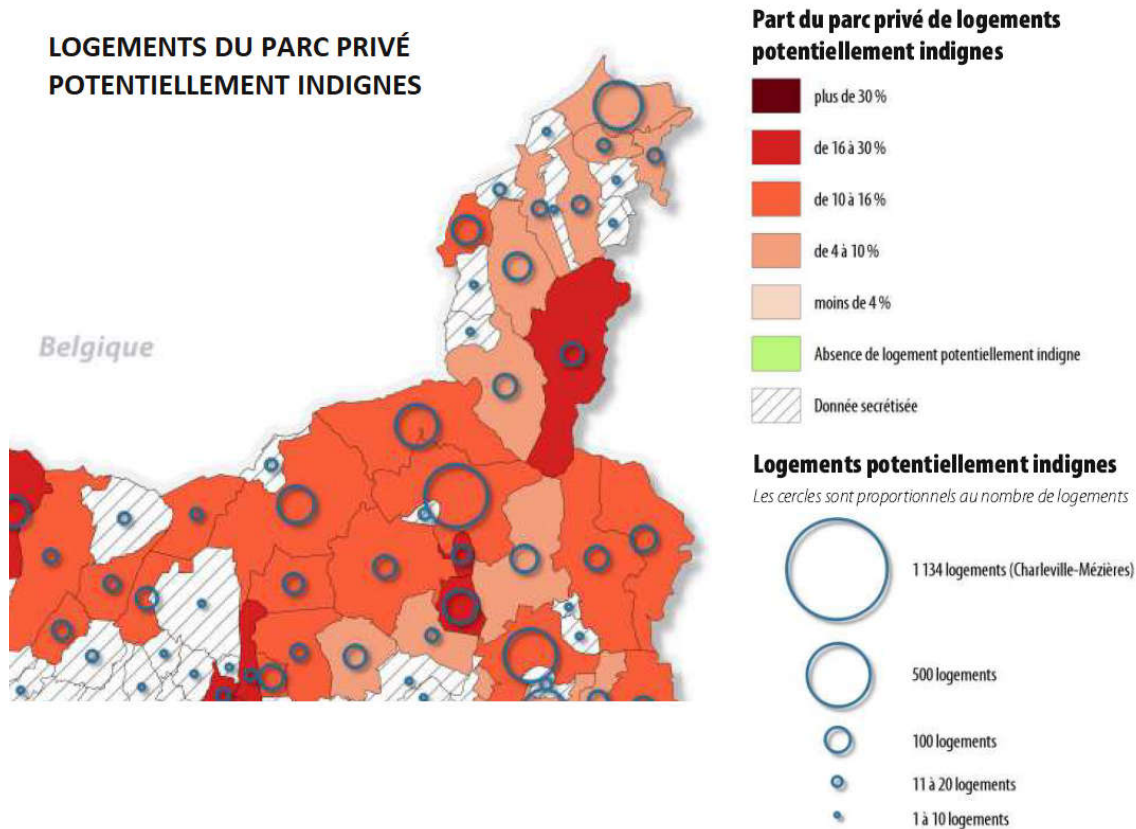 LOGEMENTS DU PARC PRIVÉ
POTENTIELLEMENT INDIGNES
Belgique
Part du parc privé de logements
potentiellement indignes
plus de 30 %
de 16 à 30 %
de 10 à 16 %
de 4 à 10 %
moins de 4 %
Absence de logement potentiellement indigne
Donnée secrétisée
Logements potentiellement indignes
Les cercles sont proportionnels au nombre de logements
1 134 logements (Charleville-Mézières)
500 logements
100 logements
11 à 20 logements
1 à 10 logements